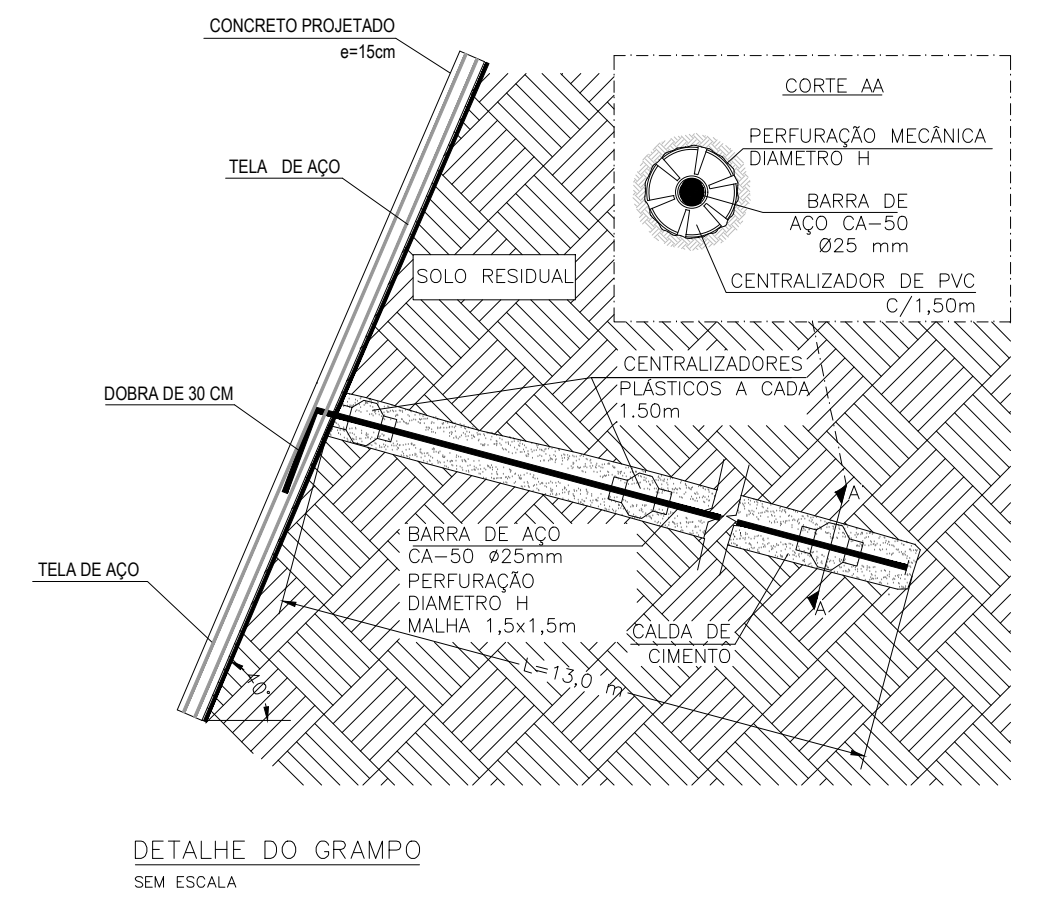 CONCRETO PROJETADO
e=15cm
TELA DE AÇO
SOLO RESIDUAL
DOBRA DE 30 CM
TELA DE AÇO
CORTE AA
PERFURAÇÃO MECÂNICA
DIAMETRO H
BARRA DE
AÇO CA-50
Ø25 mm
CENTRALIZADOR DE PVC
C/1,50m
CENTRALIZADORES
PLÁSTICOS A CADA
1.50m
A
A
BARRA DE AÇO
CA-50 Ø25mm
PERFURAÇÃO
DIAMETRO H
MALHA 1,5x1,5m
CALDA DE
CIMENTO
L=13,0 m
40°
DETALHE DO GRAMPO
SEM ESCALA